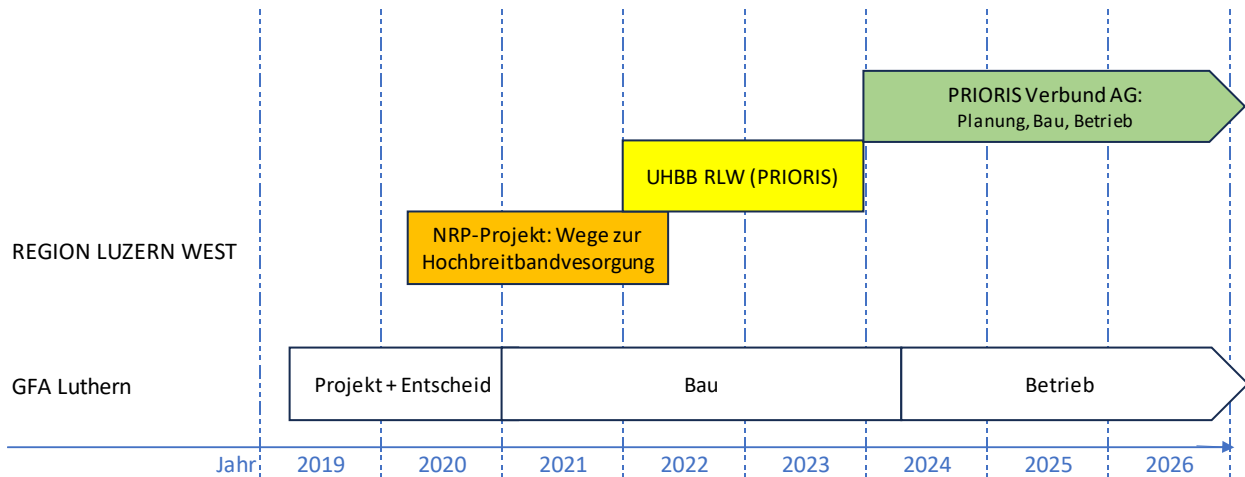 PRIORIS Verbund AG:
Planung, Bau, Betrieb
UHBB RLW (PRIORIS)
REGION LUZERN WEST
NRP-Projekt: Wege zur
Hochbreitbandvesorgung
GFA Luthern
Projekt + Entscheid
Bau
Betrieb
Jahr 2019 2020 2021 2022 2023 2024 2025 2026